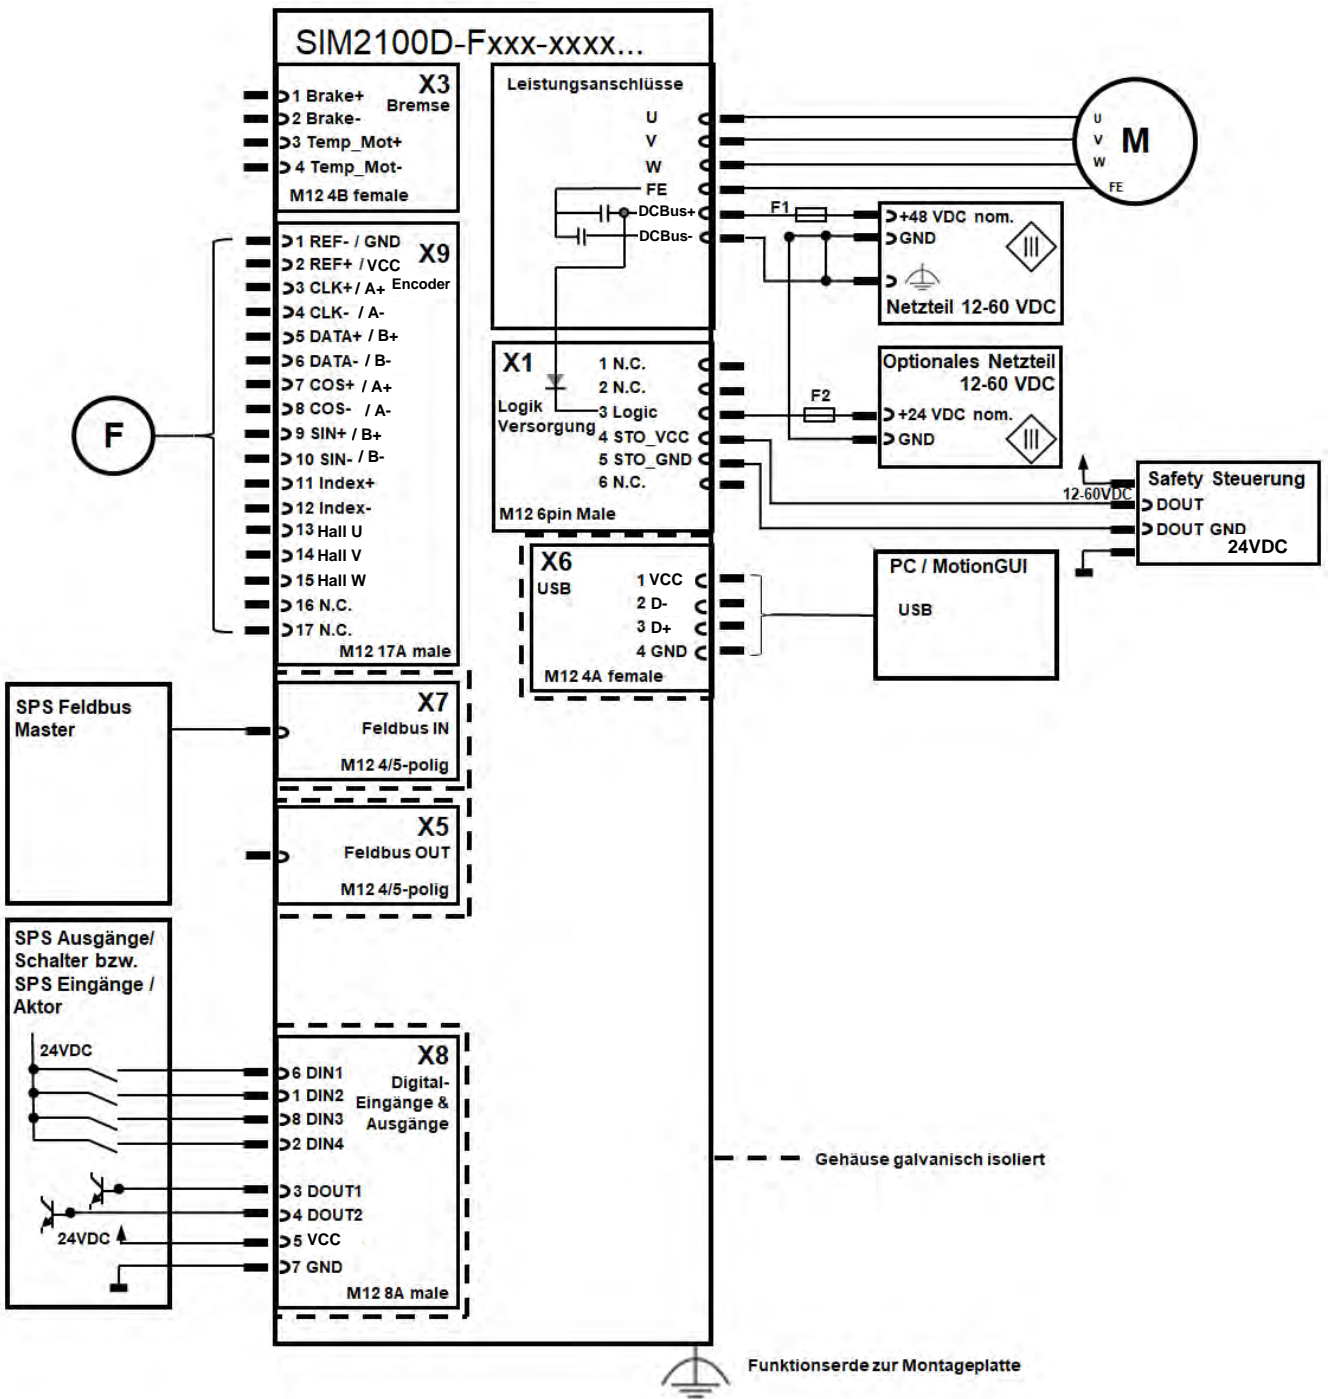 SIM2100D-Fxxx-xxxx...
X3
Bremse
1 Brake+
2 Brake-
3 Temp_Mot+
4 Temp_Mot-
M12 4B female
X9
Encoder
1 REF- / GND
2 REF+ / VCC
3 CLK+ / A+
4 CLK- / A-
5 DATA+ / B+
6 DATA- / B-
7 COS+ / A+
8 COS- / A-
9 SIN+ / B+
10 SIN- / B-
11 Index+
12 Index-
13 Hall U
14 Hall V
15 Hall W
16 N.C.
17 N.C.
M12 17A male
F
X7
Feldbus IN
M12 4/5-polig
SPS Feldbus
Master
X5
Feldbus OUT
M12 4/5-polig
SPS Ausgänge/
Schalter bzw.
SPS Eingänge /
Aktor
24VDC
24VDC
X8
Digital-
Eingänge &
Ausgänge
6 DIN1
1 DIN2
8 DIN3
2 DIN4
3 DOUT1
4 DOUT2
5 VCC
7 GND
M12 8A male
Leistungsanschlüsse
U
V
W
FE
DCBus+
DCBus-
U
V
W
FE
M
F1
+48 VDC nom.
GND
Netzteil 12-60 VDC
X1
Logik
Versorgung
1 N.C.
2 N.C.
3 Logic
4 STO_VCC
5 STO_GND
6 N.C.
M12 6pin Male
F2
Optionales Netzteil
12-60 VDC
+24 VDC nom.
GND
12-60VDC
Safety Steuerung
DOUT
DOUT GND
24VDC
X6
USB
1 VCC
2 D-
3 D+
4 GND
M12 4A female
PC / MotionGUI
USB
Gehäuse galvanisch isoliert
Funktionserde zur Montageplatte